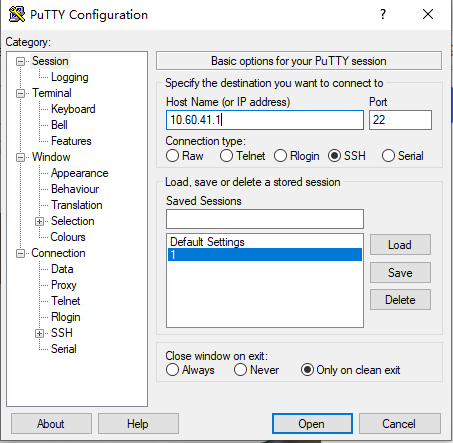 PuTTY Configuration
?
Category:
Session
Logging
Terminal
Keyboard
Bell
Features
Window
Appearance
Behaviour
Translation
Selection
Colours
Connection
Data
Proxy
Telnet
Rlogin
SSH
Serial
Basic options for your PuTTY session
Specify the destination you want to connect to
Host Name (or IP address) Port
10.60.41.1 22
Connection type:
Raw Telnet Rlogin SSH Serial
Load, save or delete a stored session
Saved Sessions
Default Settings
1
Load
Save
Delete
Close window on exit:
Always Never Only on clean exit
About Help Open Cancel